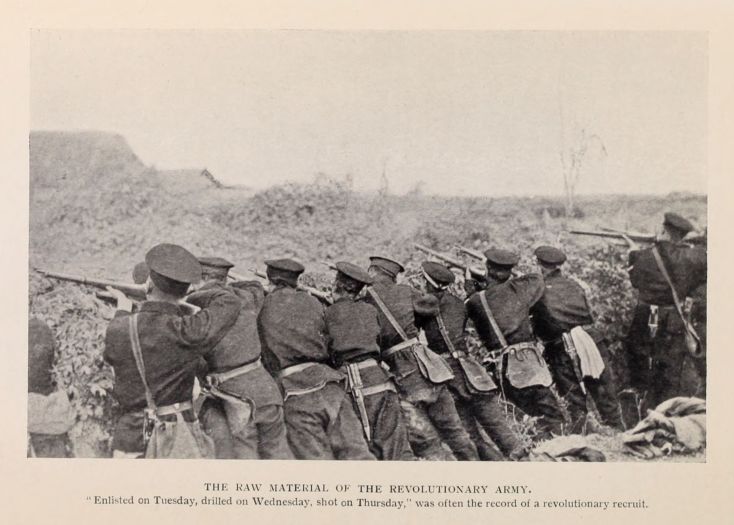 THE RAW MATERIAL OF THE REVOLUTIONARY ARMY.
"Enlisted on Tuesday, drilled on Wednesday, shot on Thursday," was often the record of a revolutionary recruit.